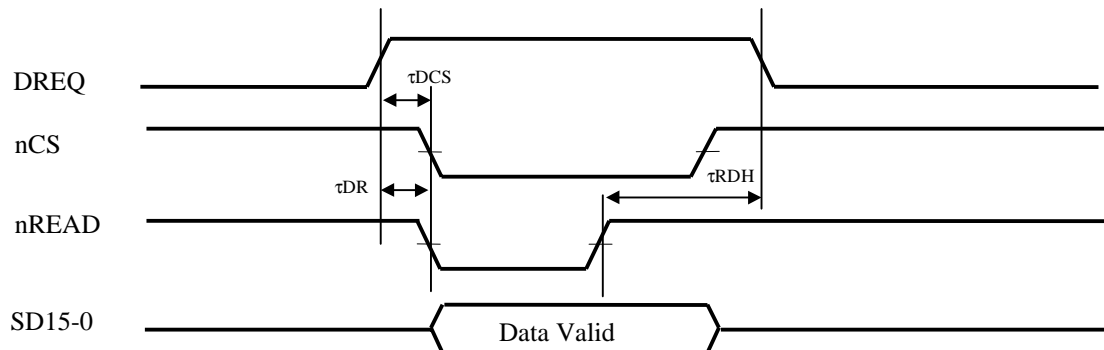 DREQ
τDCS
nCS
τDR
τRDH
nREAD
SD15-0
Data Valid